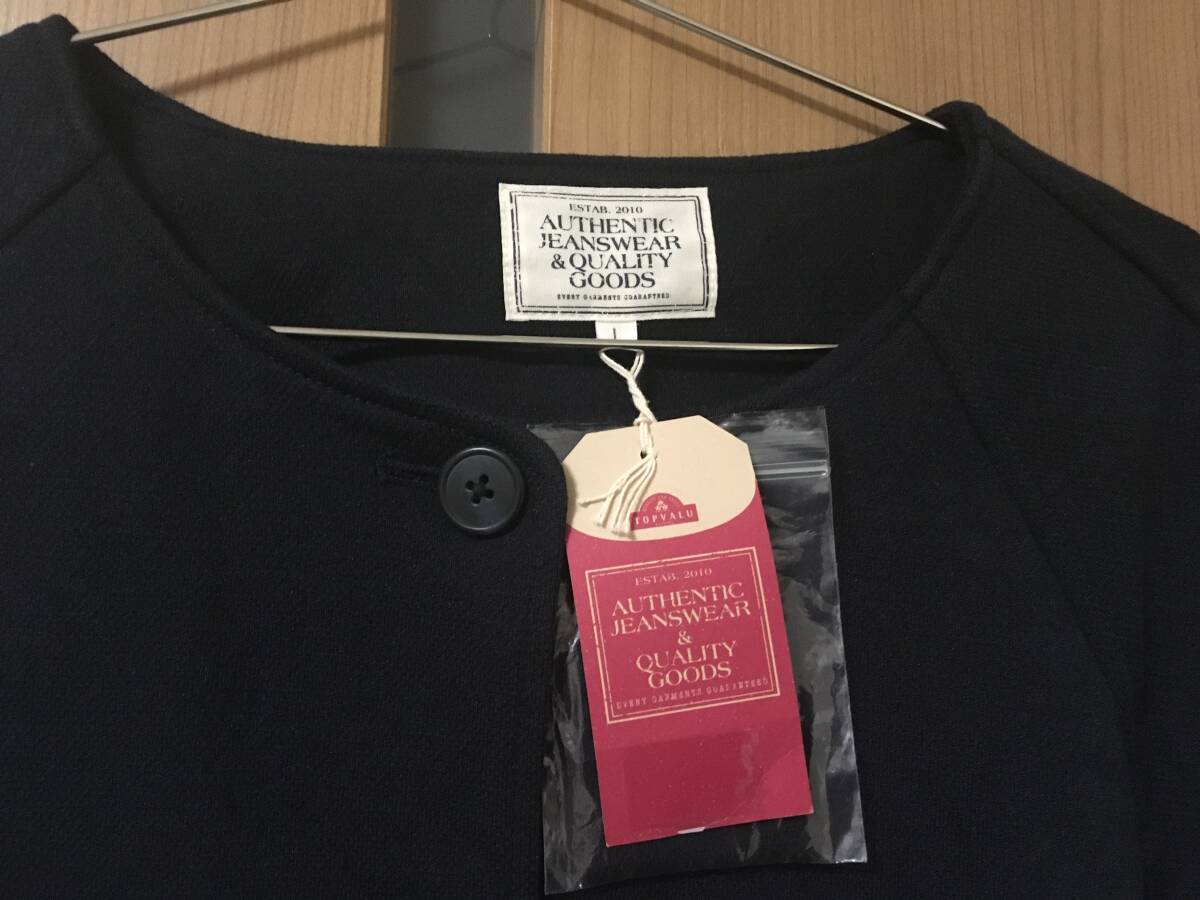 ESTAB. 2010
AUTHENTIC
JEANSWEAR
& QUALITY
GOODS
EVERY GARMENTS GUARANTEED
TOPVALU
ESTAB. 2010
AUTHENTIC
JEANSWEAR
&
QUALITY
GOODS
EVERY GARMENTS GUARANTEED